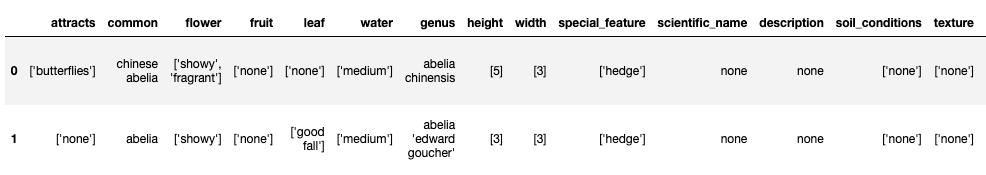 attracts common flower fruit leaf water genus height width special_feature scientific_name description soil_conditions texture
0 ['butterflies'] chinese abelia ['showy', 'fragrant'] ['none'] ['none'] ['medium'] abelia chinensis [5] [3] ['hedge'] none none ['none'] ['none']
1 ['none'] abelia ['showy'] ['none'] ['good fall'] ['medium'] abelia 'edward goucher' [3] [3] ['hedge'] none none ['none'] ['none']